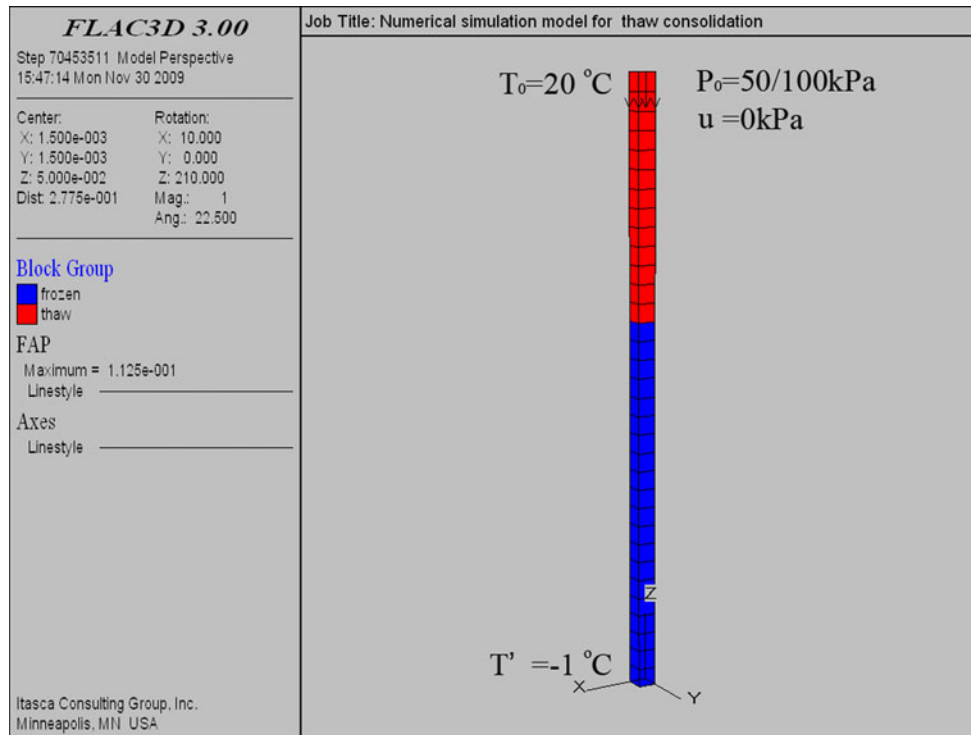 FLAC3D 3.00
Step 70453511 Model Perspective
15:47:14 Mon Nov 30 2009
Center:
X: 1.500e-003
Y: 1.500e-003
Z: 5.000e-002
Dist: 2.775e-001
Rotation:
X: 10.000
Y: 0.000
Z: 210.000
Mag.: 1
Ang.: 22.500
Block Group
frozen
thaw
FAP
Maximum = 1.125e-001
Linestyle
Axes
Linestyle
Itasca Consulting Group, Inc.
Minneapolis, MN USA
Job Title: Numerical simulation model for thaw consolidation
T₀=20 °C
P₀=50/100kPa
u =0kPa
Z
T' =-1 °C
X
Y